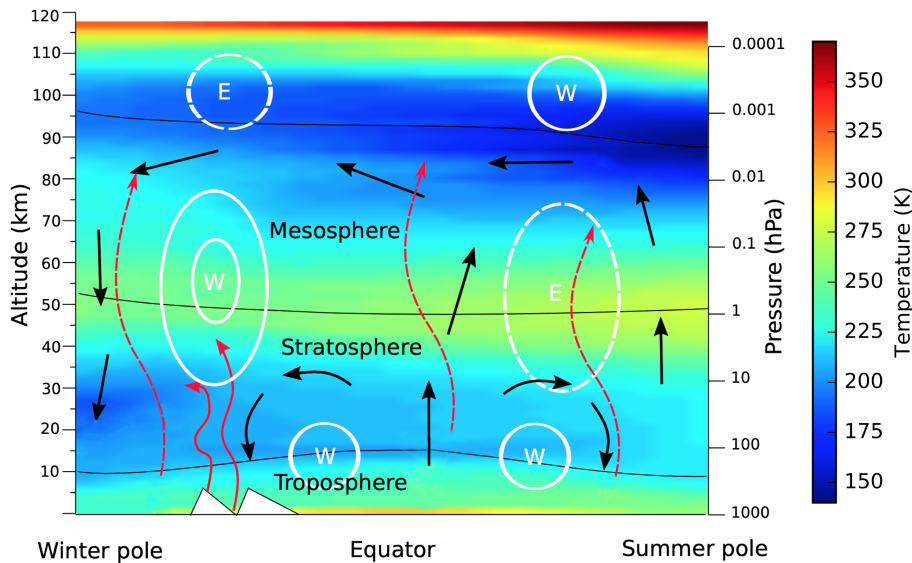 120
110
100
90
80
70
60
50
40
30
20
10
Altitude (km)
E
W
Mesosphere
W
E
Stratosphere
W
W
Troposphere
0.0001
0.001
0.01
0.1
1
10
100
1000
Pressure (hPa)
350
325
300
275
250
225
200
175
150
Temperature (K)
Winter pole
Equator
Summer pole